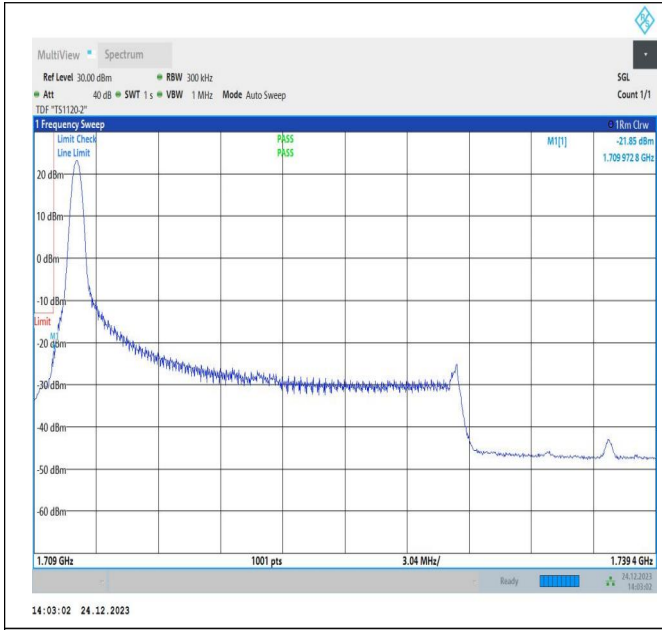 MultiView Spectrum
Ref Level 30.00 dBm RBW 300 kHz SGL
Att 40 dB SWT 1 s VBW 1 MHz Mode Auto Sweep Count 1/1
TDF "TS1120-2"
1 Frequency Sweep 1Rm Clrw
Limit Check PASS M1[1] -21.85 dBm
Line Limit PASS 1.709 972 8 GHz
20 dBm
10 dBm
0 dBm
-10 dBm
Limit
M1
-20 dBm
-30 dBm
-40 dBm
-50 dBm
-60 dBm
1.709 GHz 1001 pts 3.04 MHz/ 1.739 4 GHz
Ready 24.12.2023
14:03:02
14:03:02 24.12.2023